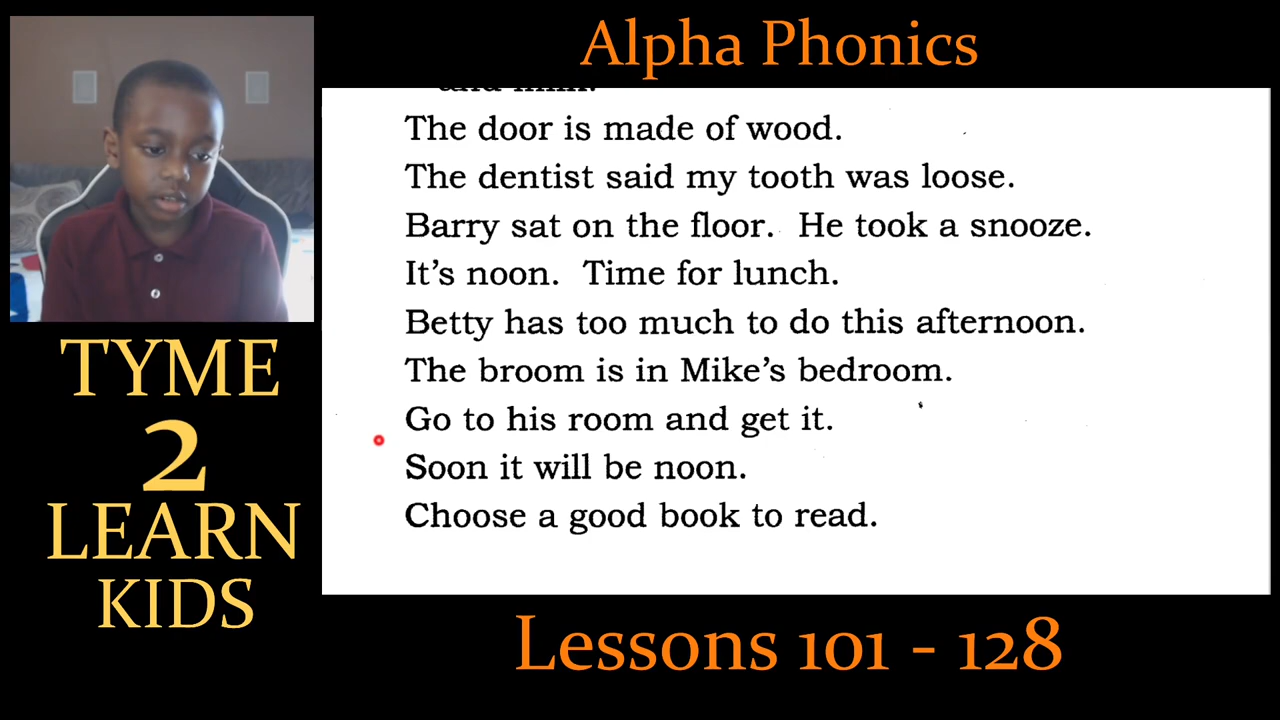 Alpha Phonics
The door is made of wood.
The dentist said my tooth was loose.
Barry sat on the floor.  He took a snooze.
It's noon.  Time for lunch.
Betty has too much to do this afternoon.
The broom is in Mike's bedroom.
Go to his room and get it.
Soon it will be noon.
Choose a good book to read.
TYME
2
LEARN
KIDS
Lessons 101 - 128